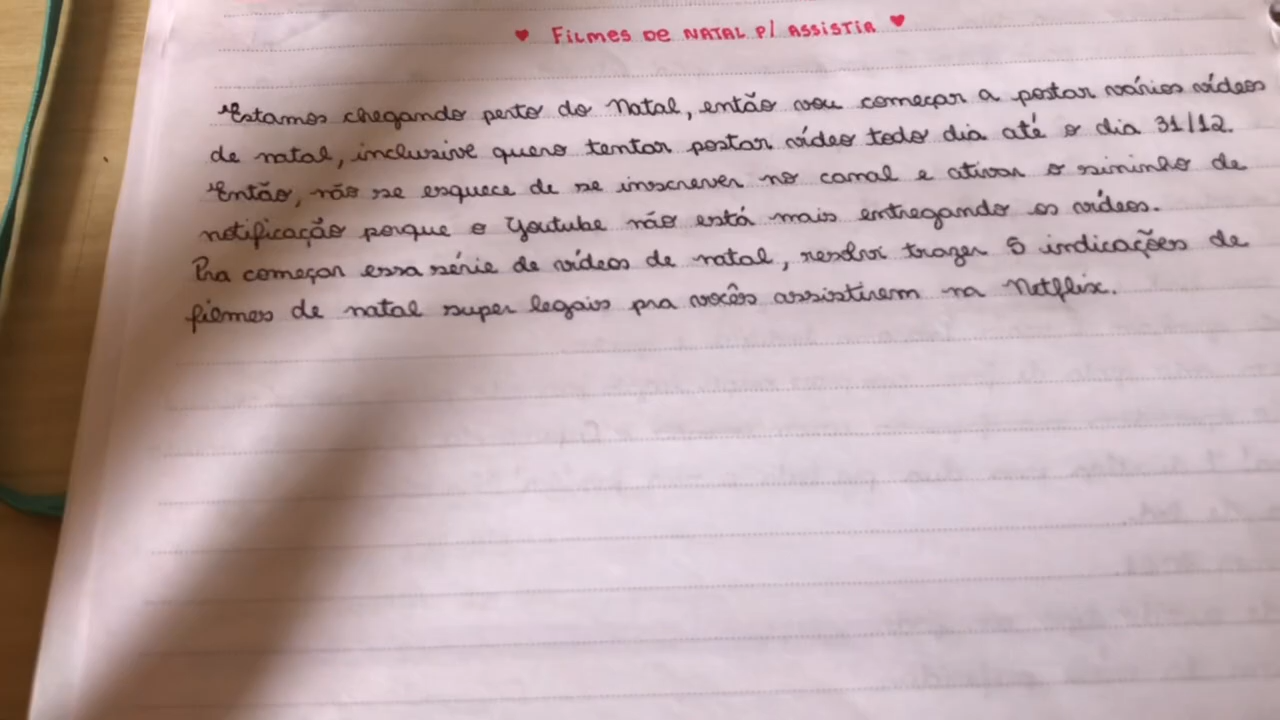 ♥ FILMES DE NATAL P/ ASSISTIR ♥
Estamos chegando perto do Natal, então vou começar a postar vários vídeos
de natal, inclusive quero tentar postar vídeo todo dia até o dia 31/12.
Então, não se esquece de se inscrever no canal e ativar o sininho de
notificação porque o Youtube não está mais entregando os vídeos.
Pra começar essa série de vídeos de natal, resolvi trazer 5 indicações de
filmes de natal super legais pra vocês assistirem na Netflix.